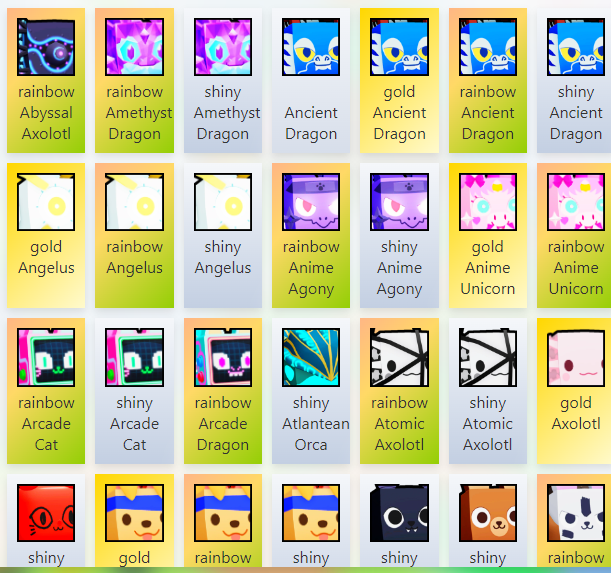 rainbow
Abyssal
Axolotl
rainbow
Amethyst
Dragon
shiny
Amethyst
Dragon
Ancient
Dragon
gold
Ancient
Dragon
rainbow
Ancient
Dragon
shiny
Ancient
Dragon
gold
Angelus
rainbow
Angelus
shiny
Angelus
rainbow
Anime
Agony
shiny
Anime
Agony
gold
Anime
Unicorn
rainbow
Anime
Unicorn
rainbow
Arcade
Cat
shiny
Arcade
Cat
rainbow
Arcade
Dragon
shiny
Atlantean
Orca
rainbow
Atomic
Axolotl
shiny
Atomic
Axolotl
gold
Axolotl
shiny
gold
rainbow
shiny
shiny
shiny
rainbow